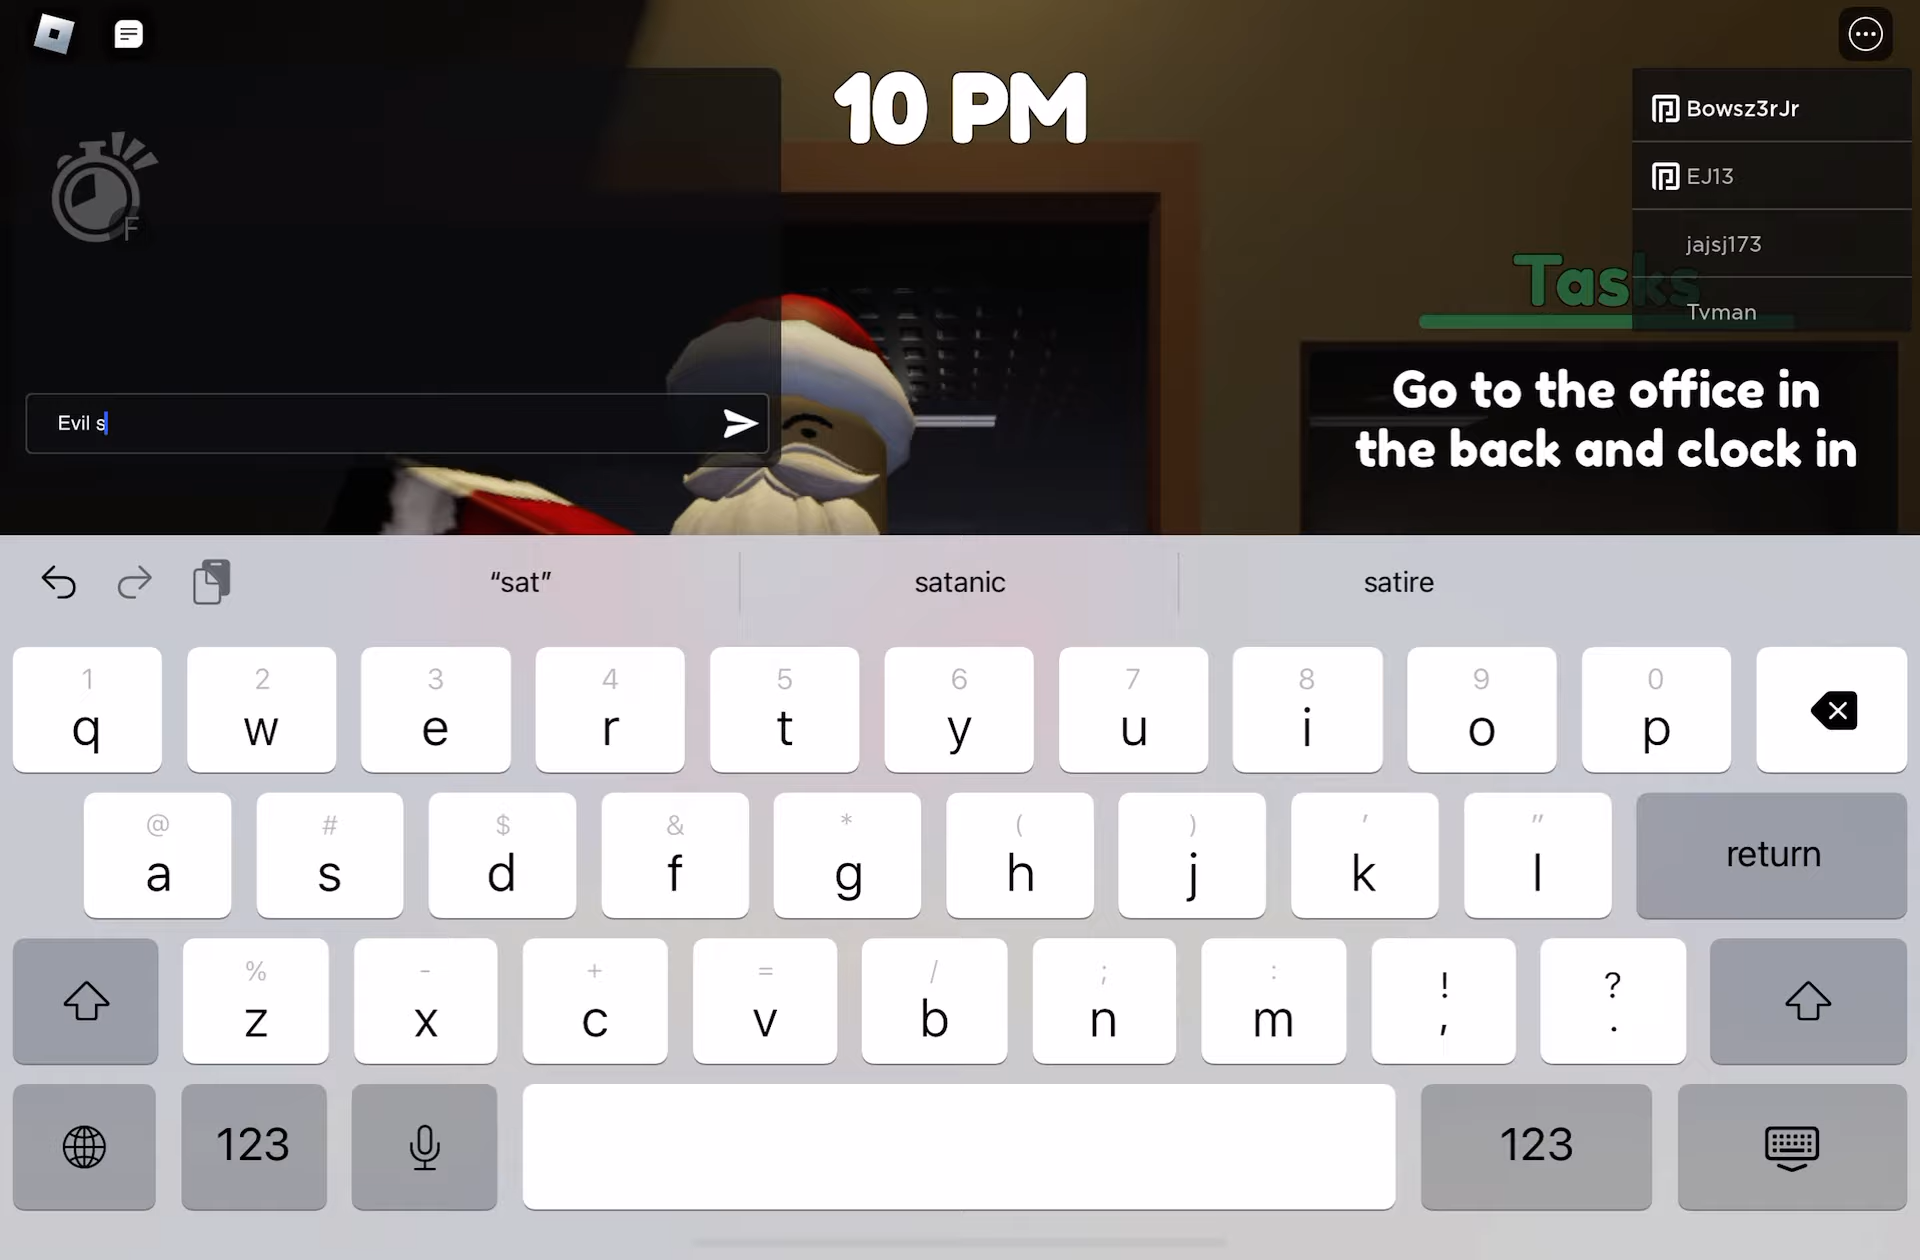 10 PM
F
Bowsz3rJr
EJ13
jajsj173
Tvman
Tasks
Go to the office in
the back and clock in
Evil s
“sat” satanic satire
1 2 3 4 5 6 7 8 9 0
q w e r t y u i o p
@ # $ & * ( ) ' "
a s d f g h j k l return
% - + = / ; : ! ?
z x c v b n m , .
123 123